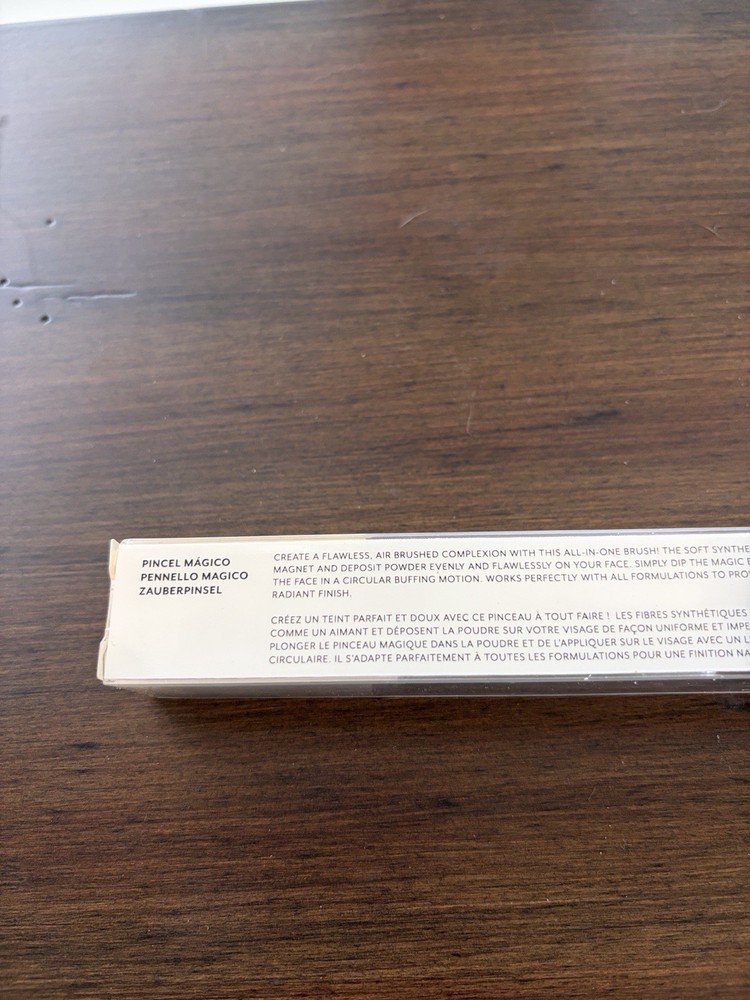 PINCEL MÁGICO
PENNELLO MAGICO
ZAUBERPINSEL
CREATE A FLAWLESS, AIR BRUSHED COMPLEXION WITH THIS ALL-IN-ONE BRUSH! THE SOFT SYNTHE
MAGNET AND DEPOSIT POWDER EVENLY AND FLAWLESSLY ON YOUR FACE. SIMPLY DIP THE MAGIC
THE FACE IN A CIRCULAR BUFFING MOTION. WORKS PERFECTLY WITH ALL FORMULATIONS TO PRO
RADIANT FINISH.
CRÉEZ UN TEINT PARFAIT ET DOUX AVEC CE PINCEAU À TOUT FAIRE ! LES FIBRES SYNTHÉTIQUES
COMME UN AIMANT ET DÉPOSENT LA POUDRE SUR VOTRE VISAGE DE FAÇON UNIFORME ET IMPE
PLONGER LE PINCEAU MAGIQUE DANS LA POUDRE ET DE L'APPLIQUER SUR LE VISAGE AVEC UN
CIRCULAIRE. IL S'ADAPTE PARFAITEMENT À TOUTES LES FORMULATIONS POUR UNE FINITION NA